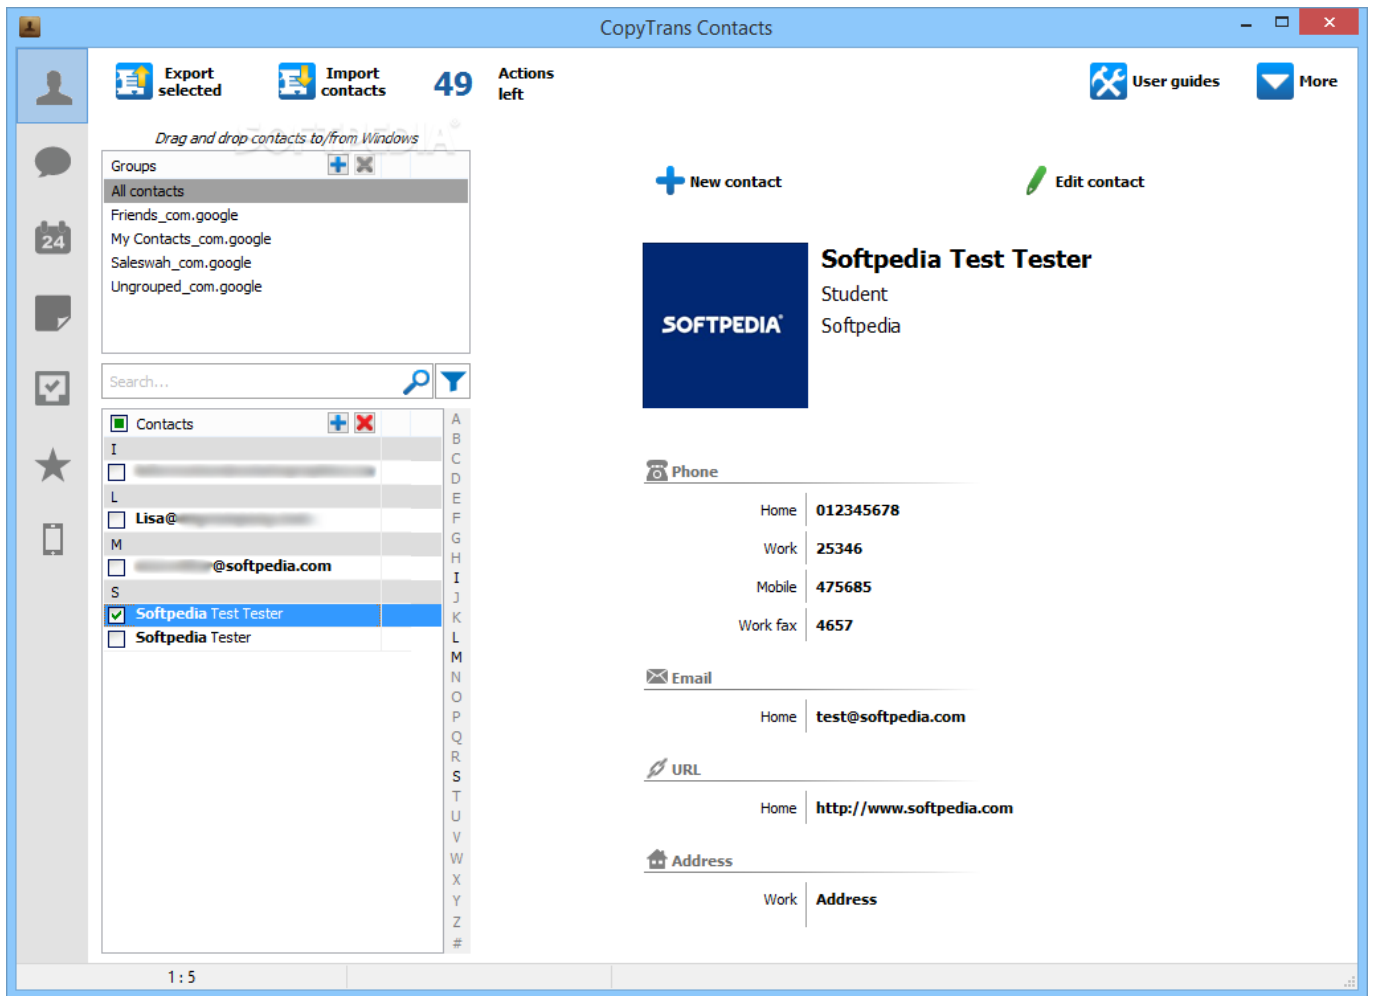 CopyTrans Contacts
Export selected
Import contacts
49
Actions left
User guides
More
Drag and drop contacts to/from Windows
SOFTPEDIA
Groups
All contacts
Friends_com.google
My Contacts_com.google
Saleswah_com.google
Ungrouped_com.google
Search...
Contacts
I
L
Lisa@
M
@softpedia.com
S
Softpedia Test Tester
Softpedia Tester
A
B
C
D
E
F
G
H
I
J
K
L
M
N
O
P
Q
R
S
T
U
V
W
X
Y
Z
#
24
New contact
Edit contact
SOFTPEDIA®
Softpedia Test Tester
Student
Softpedia
Phone
Home 012345678
Work 25346
Mobile 475685
Work fax 4657
Email
Home test@softpedia.com
URL
Home http://www.softpedia.com
Address
Work Address
1 : 5